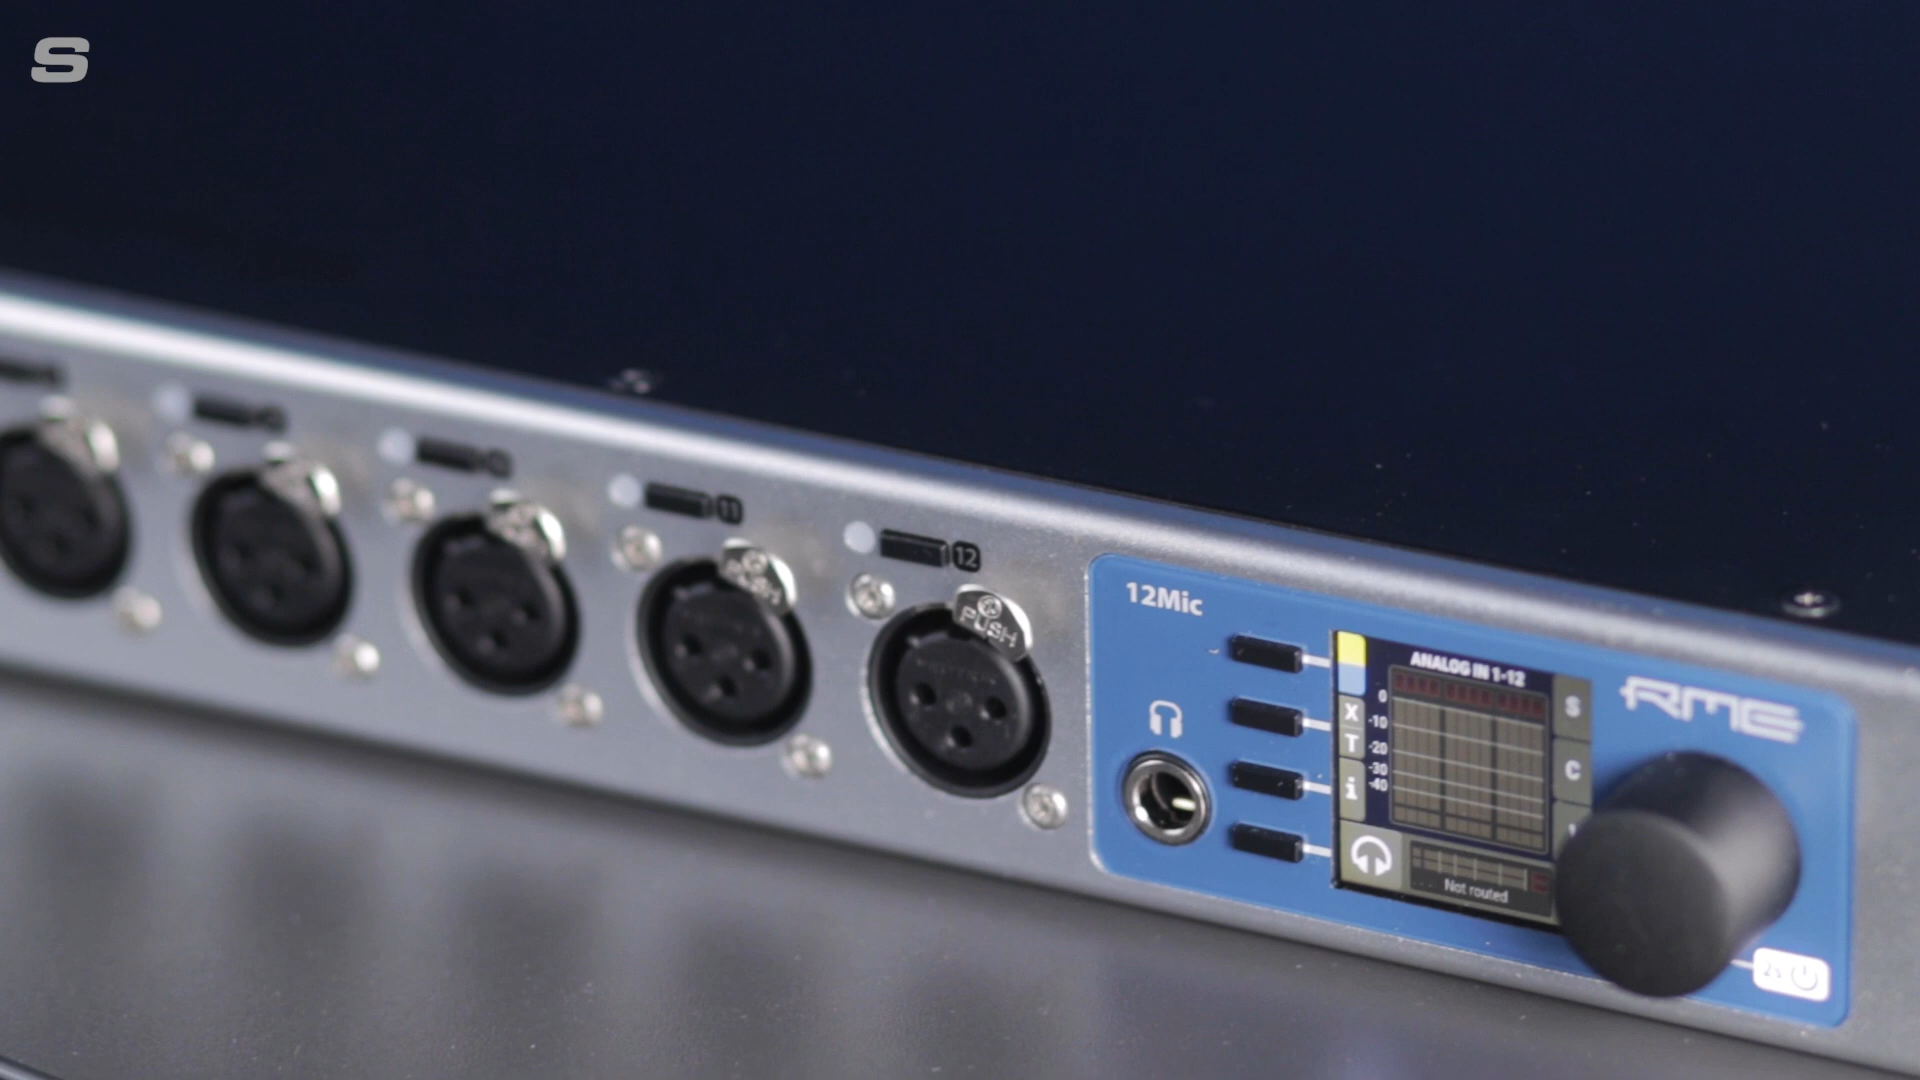 S
11
12
PUSH
PUSH
12Mic
RME
ANALOG IN 1-12
0
-10
-20
-30
-40
X
T
i
S
C
Not routed
2s